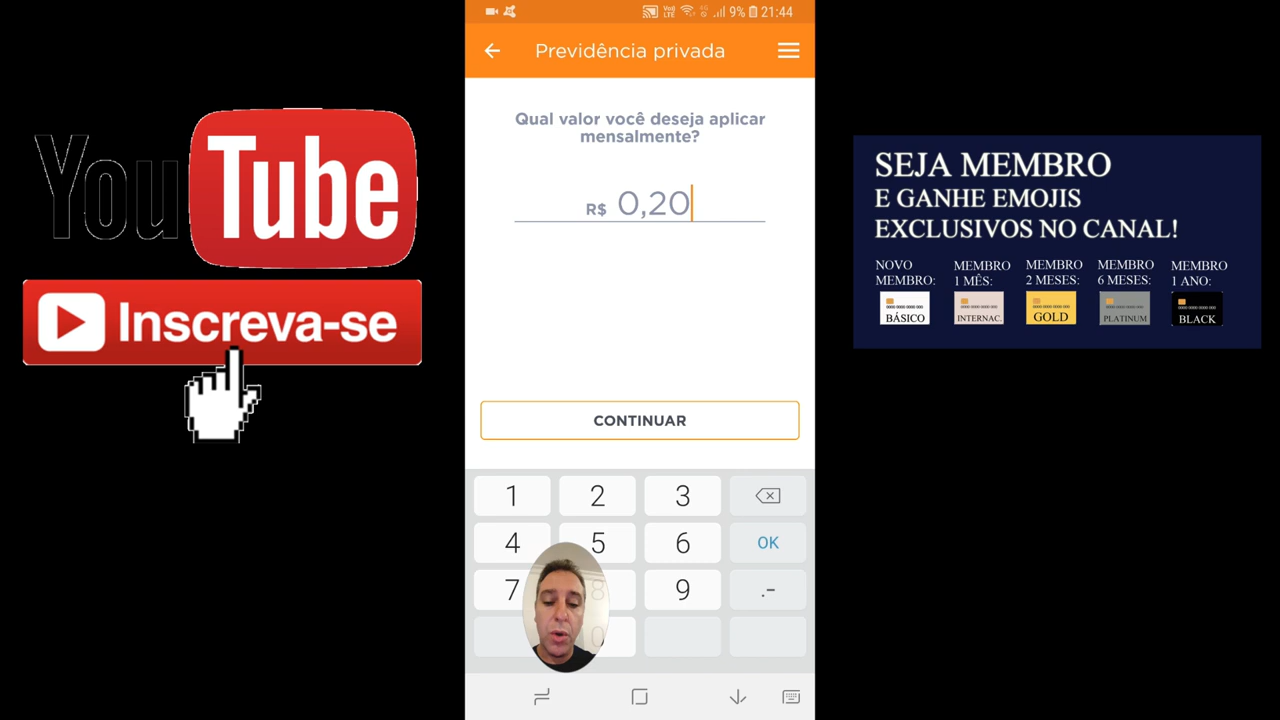 YouTube
Inscreva-se
9% 21:44
Previdência privada
Qual valor você deseja aplicar
mensalmente?
R$ 0,20
CONTINUAR
1 2 3
4 5 6 OK
7 8 9 .-
0
SEJA MEMBRO
E GANHE EMOJIS
EXCLUSIVOS NO CANAL!
NOVO
MEMBRO:
BÁSICO
MEMBRO
1 MÊS:
INTERNAC.
MEMBRO
2 MESES:
GOLD
MEMBRO
6 MESES:
PLATINUM
MEMBRO
1 ANO:
BLACK